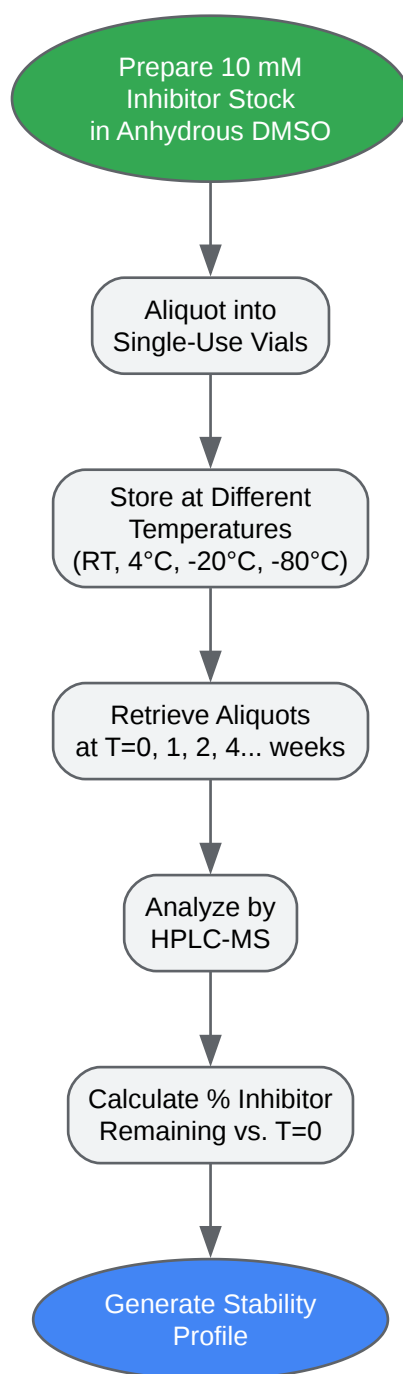 Prepare 10 mM
Inhibitor Stock
in Anhydrous DMSO
Aliquot into
Single-Use Vials
Store at Different
Temperatures
(RT, 4°C, -20°C, -80°C)
Retrieve Aliquots
at T=0, 1, 2, 4... weeks
Analyze by
HPLC-MS
Calculate % Inhibitor
Remaining vs. T=0
Generate Stability
Profile